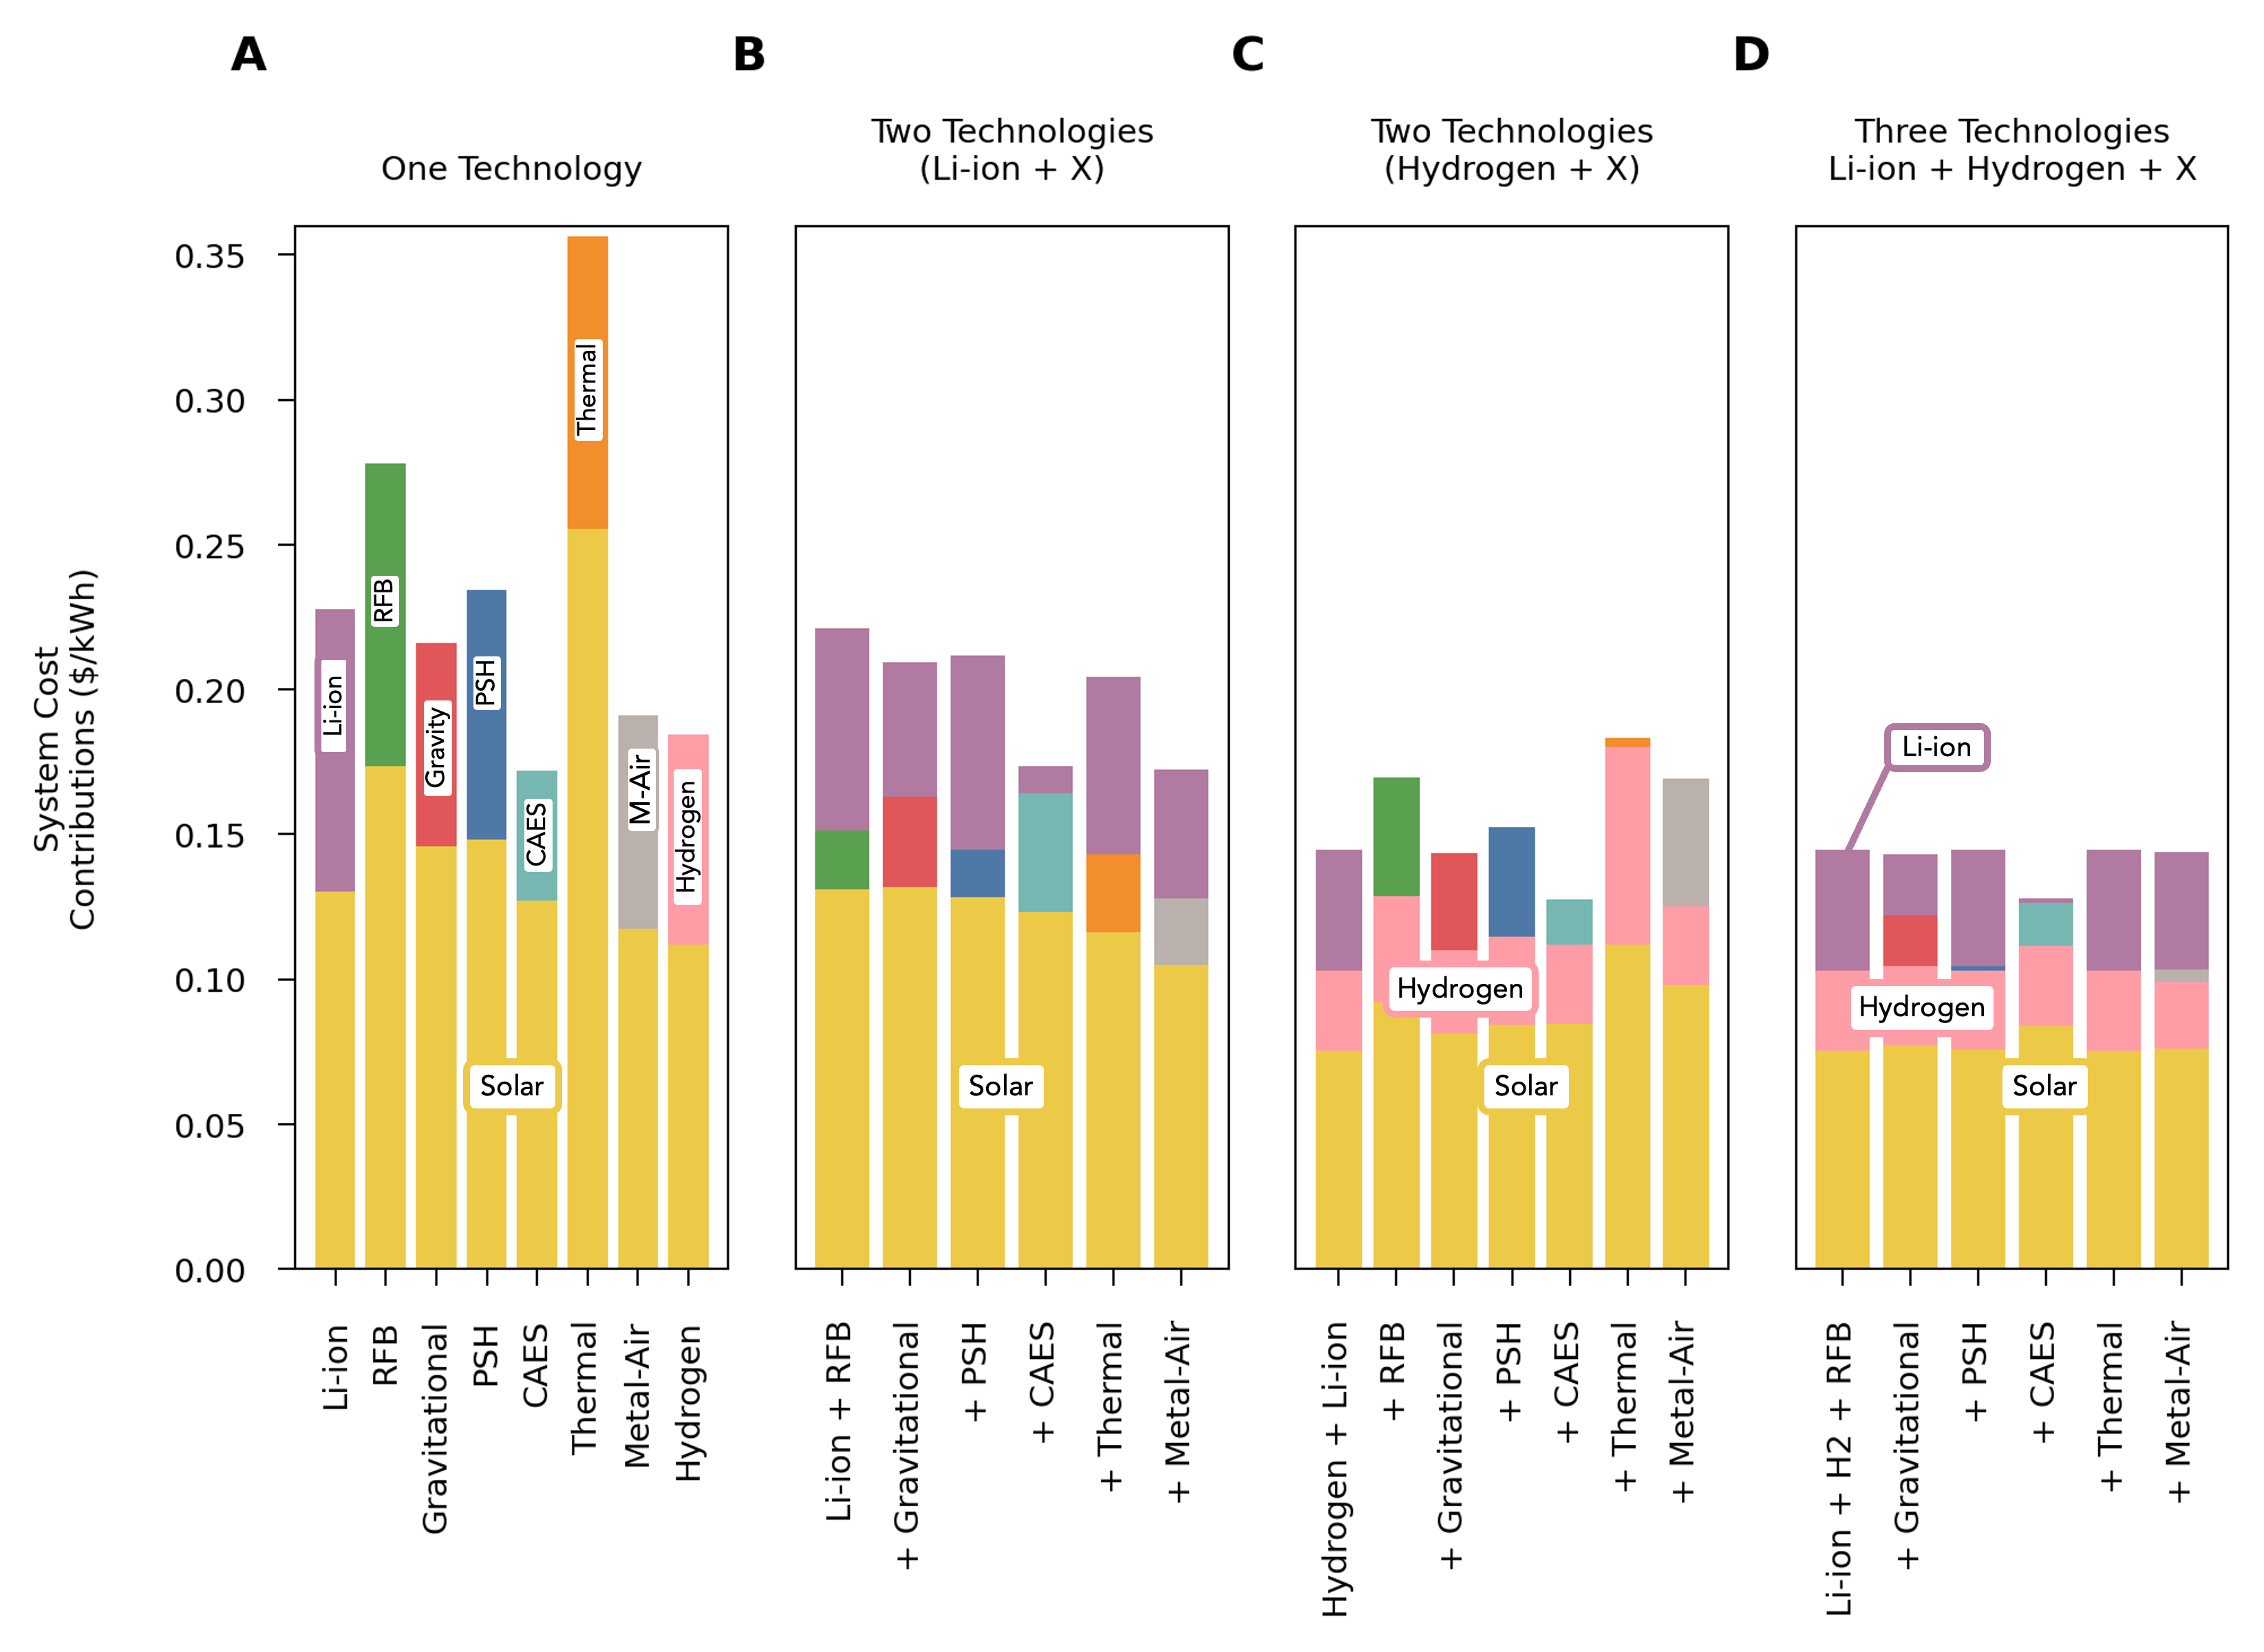 A
B
C
D
One Technology
Two Technologies
(Li-ion + X)
Two Technologies
(Hydrogen + X)
Three Technologies
Li-ion + Hydrogen + X
System Cost
Contributions ($/kWh)
0.35
0.30
0.25
0.20
0.15
0.10
0.05
0.00
Li-ion
RFB
Gravity
PSH
CAES
Thermal
M-Air
Hydrogen
Solar
Solar
Hydrogen
Solar
Li-ion
Hydrogen
Solar
Li-ion
RFB
Gravitational
PSH
CAES
Thermal
Metal-Air
Hydrogen
Li-ion + RFB
+ Gravitational
+ PSH
+ CAES
+ Thermal
+ Metal-Air
Hydrogen + Li-ion
+ RFB
+ Gravitational
+ PSH
+ CAES
+ Thermal
+ Metal-Air
Li-ion + H2 + RFB
+ Gravitational
+ PSH
+ CAES
+ Thermal
+ Metal-Air